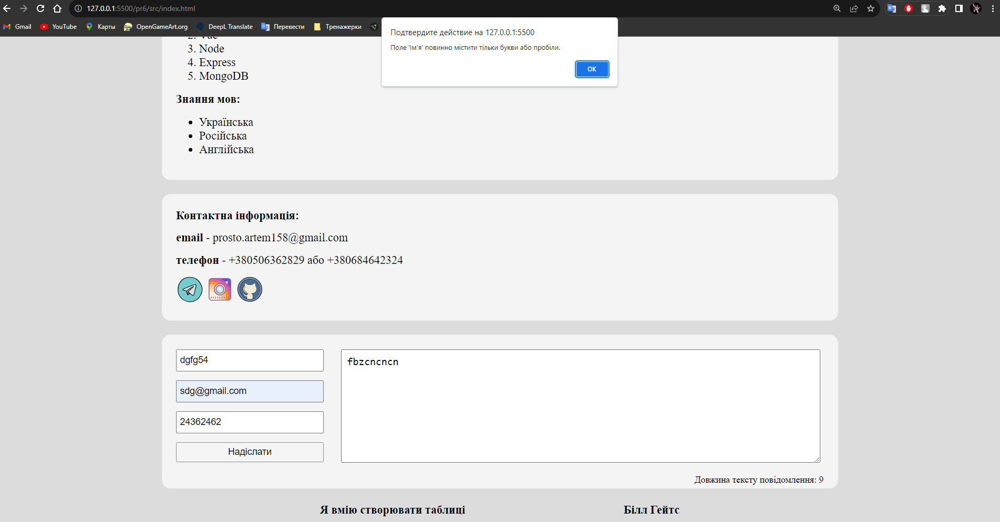 127.0.0.1:5500/pr6/src/index.html
Gmail YouTube Карты OpenGameArt.org DeepL Translate Перевести Тренажерки
Подтвердите действие на 127.0.0.1:5500
Поле 'Ім'я' повинно містити тільки букви або пробіли.
ОК
3. Node
4. Express
5. MongoDB
Знання мов:
Українська
Російська
Англійська
Контактна інформація:
email - prosto.artem158@gmail.com
телефон - +380506362829 або +380684642324
dgfg54
sdg@gmail.com
24362462
Надіслати
fbzcncncn
Довжина тексту повідомлення: 9
Я вмію створювати таблиці
Білл Гейтс